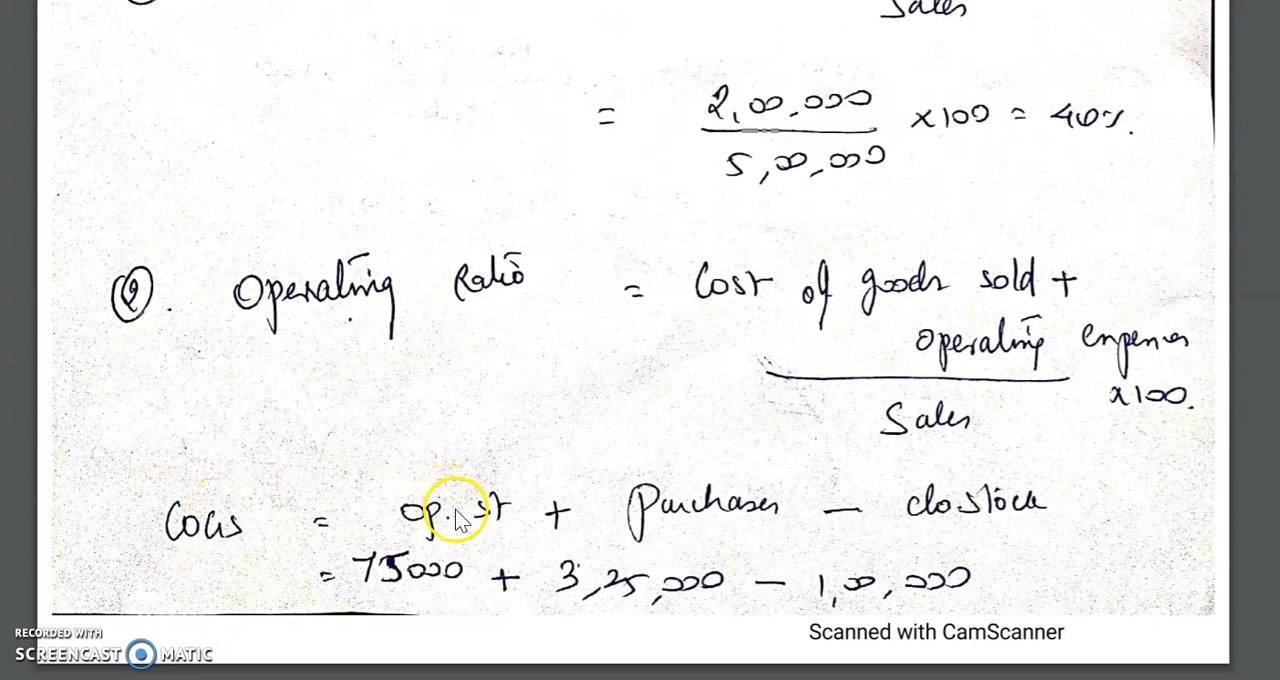 Sales
= 2,00,000 / 5,00,000 x100 = 40%.
(2). Operating Ratio = Cost of goods sold +
operating expenses
x100.
Sales
COGS = op.st + Purchases - clostock
= 75000 + 3,25,000 - 1,00,000
Scanned with CamScanner
RECORDED WITH
SCREENCAST MATIC